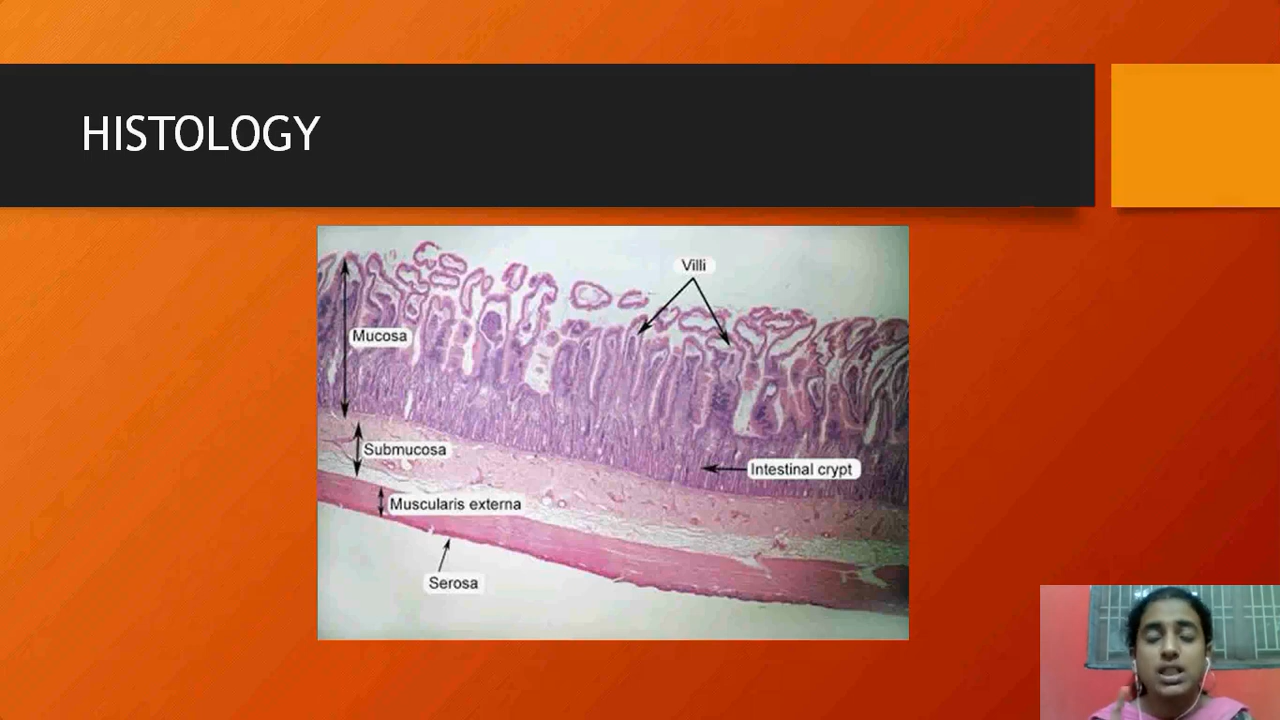 HISTOLOGY
Villi
Mucosa
Submucosa
Intestinal crypt
Muscularis externa
Serosa